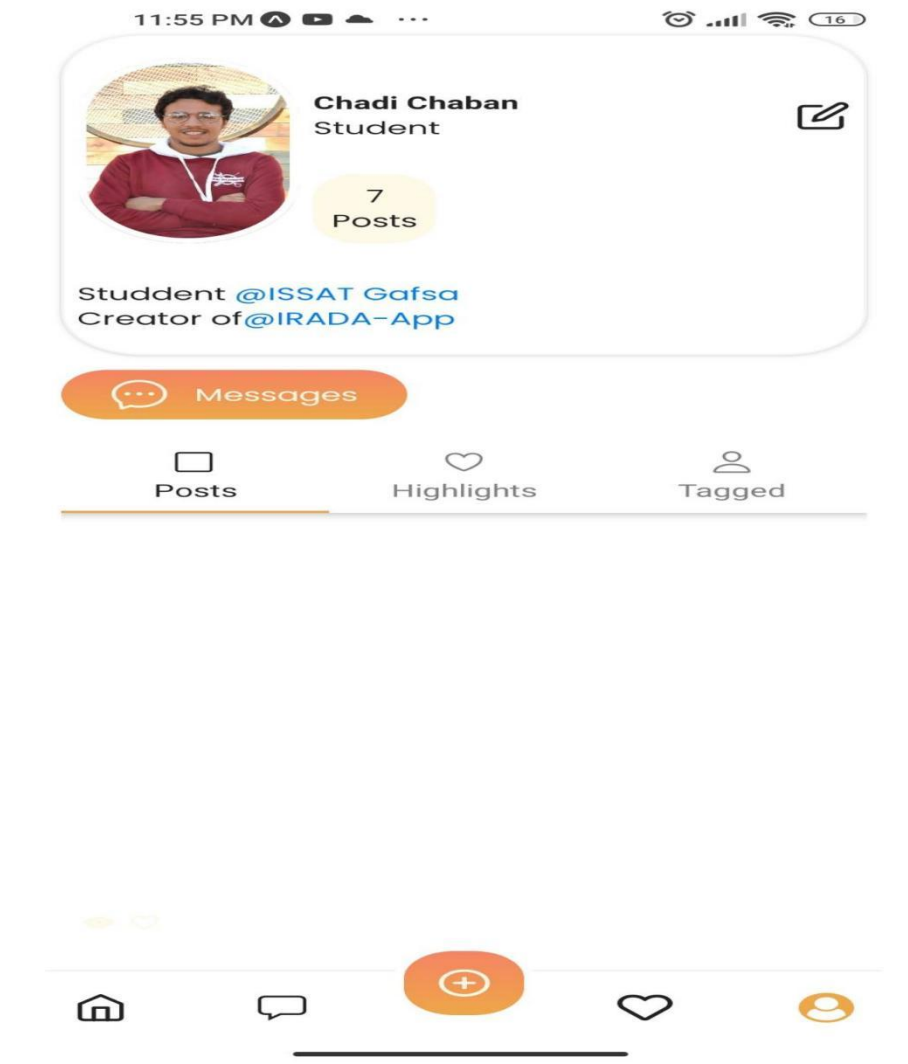 11:55 PM ... 16
Chadi Chaban
Student
7
Posts
Studdent @ISSAT Gafsa
Creator of@IRADA-App
Messages
Posts Highlights Tagged